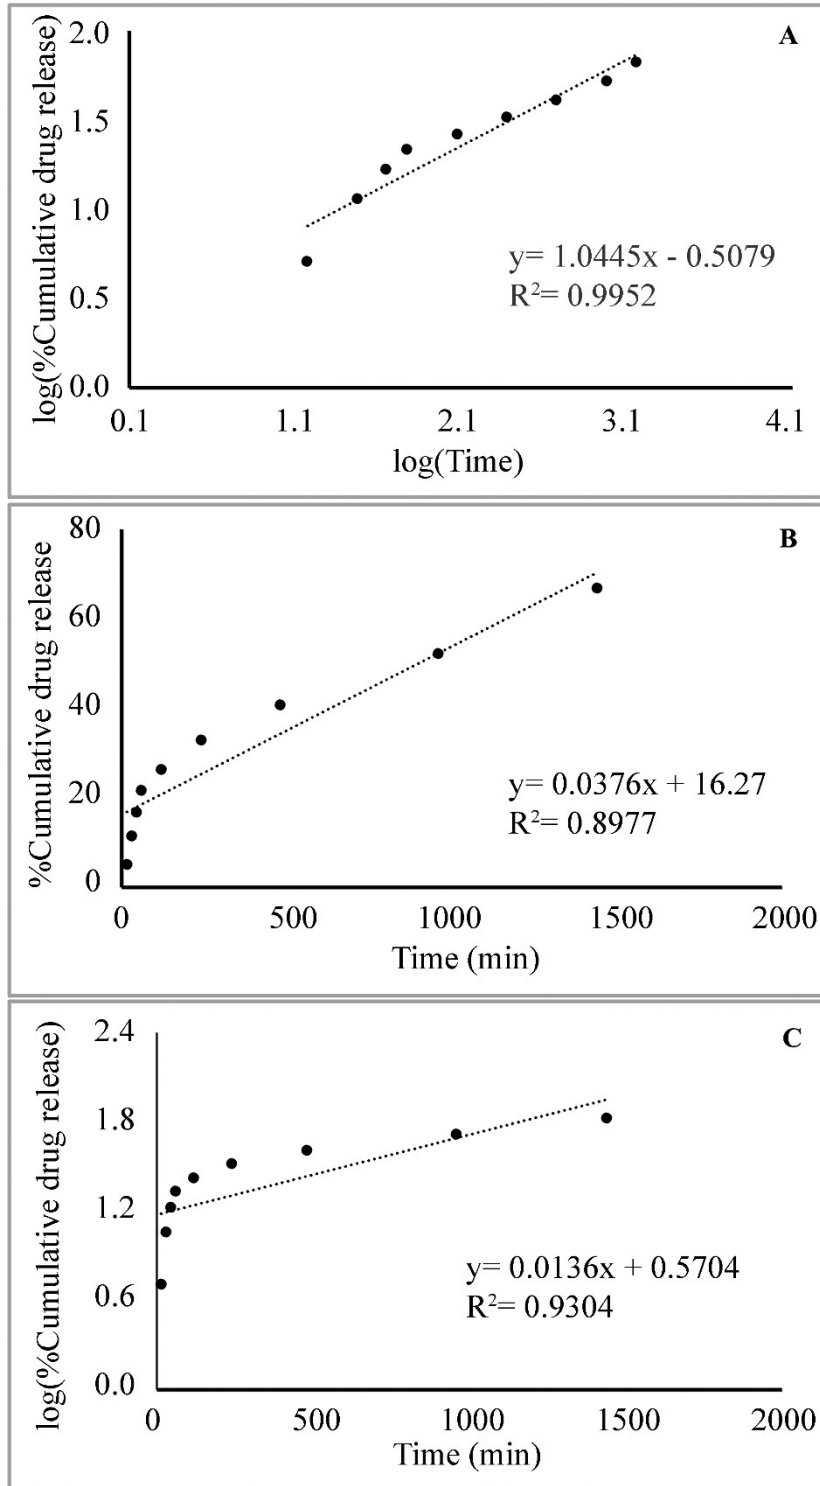 A
log(%Cumulative drug release)
2.0
1.5
1.0
0.5
0.0
y= 1.0445x - 0.5079
R²= 0.9952
0.1 1.1 2.1 3.1 4.1
log(Time)
B
%Cumulative drug release
80
60
40
20
0
y= 0.0376x + 16.27
R²= 0.8977
0 500 1000 1500 2000
Time (min)
C
log(%Cumulative drug release)
2.4
1.8
1.2
0.6
0.0
y= 0.0136x + 0.5704
R²= 0.9304
0 500 1000 1500 2000
Time (min)